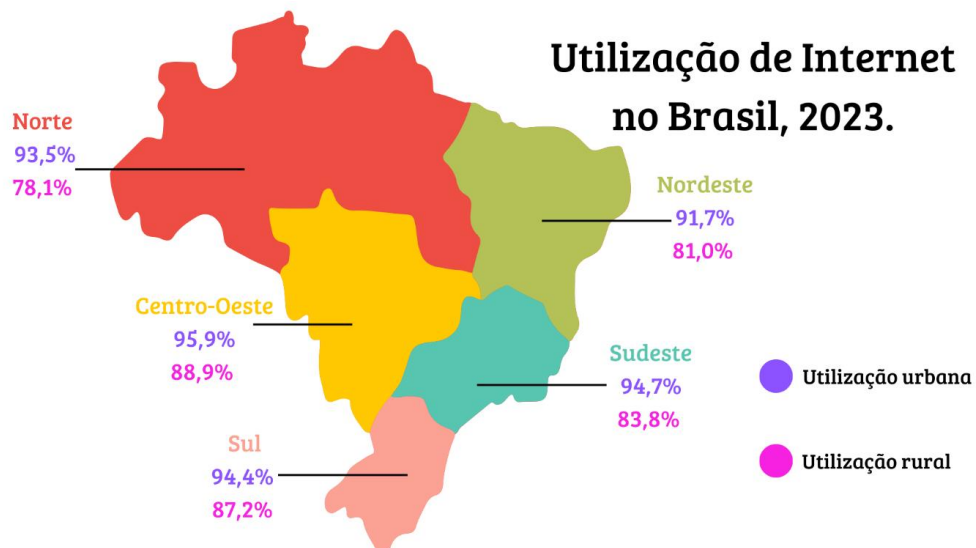 Utilização de Internet
no Brasil, 2023.
Norte
93,5%
78,1%
Nordeste
91,7%
81,0%
Centro-Oeste
95,9%
88,9%
Sudeste
94,7%
83,8%
Sul
94,4%
87,2%
Utilização urbana
Utilização rural